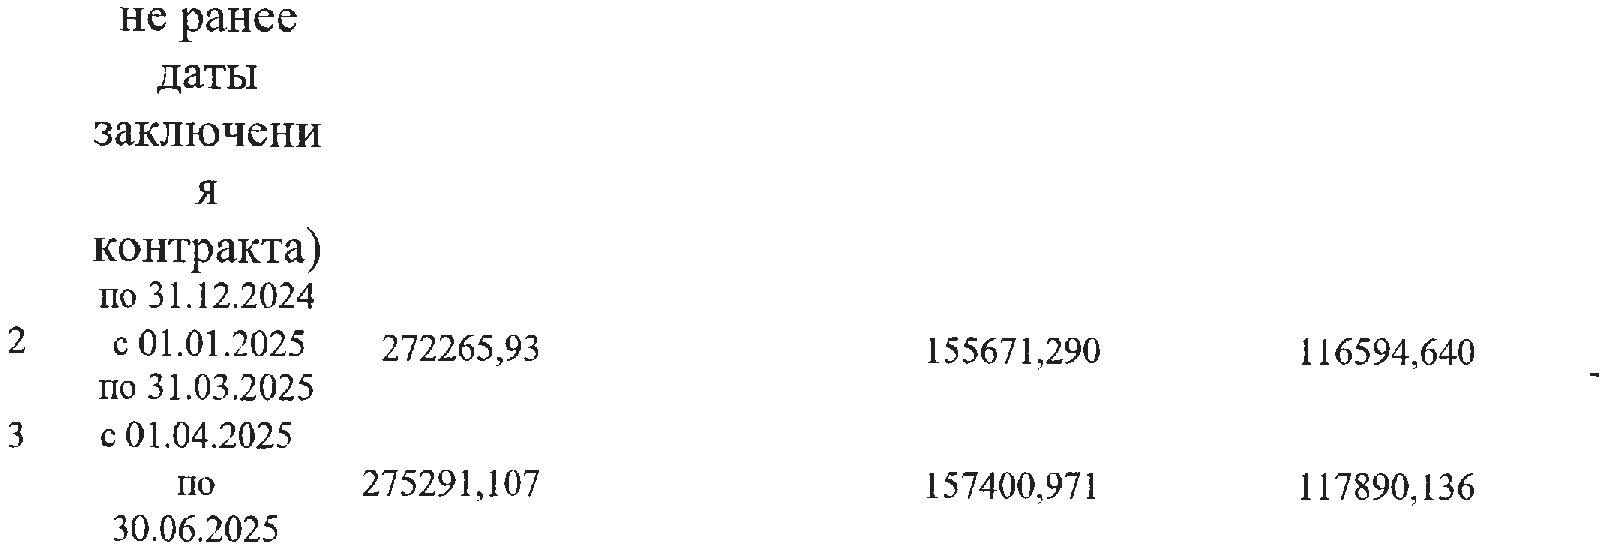 не ранее
даты
заключени
я
контракта)
по 31.12.2024
2 с 01.01.2025 272265,93 155671,290 116594,640 -
по 31.03.2025
3 с 01.04.2025
по 275291,107 157400,971 117890,136
30.06.2025